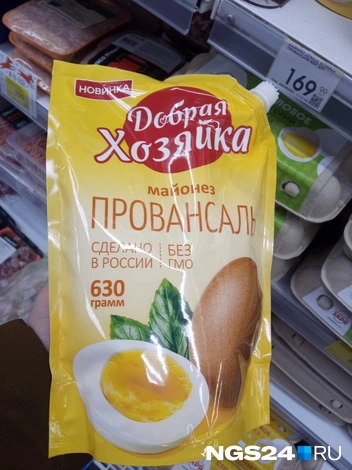 НОВИНКА
Добрая
Хозяйка
майонез
ПРОВАНСАЛЬ
СДЕЛАНО
В РОССИИ
БЕЗ
ГМО
630
грамм
169
NGS24.RU